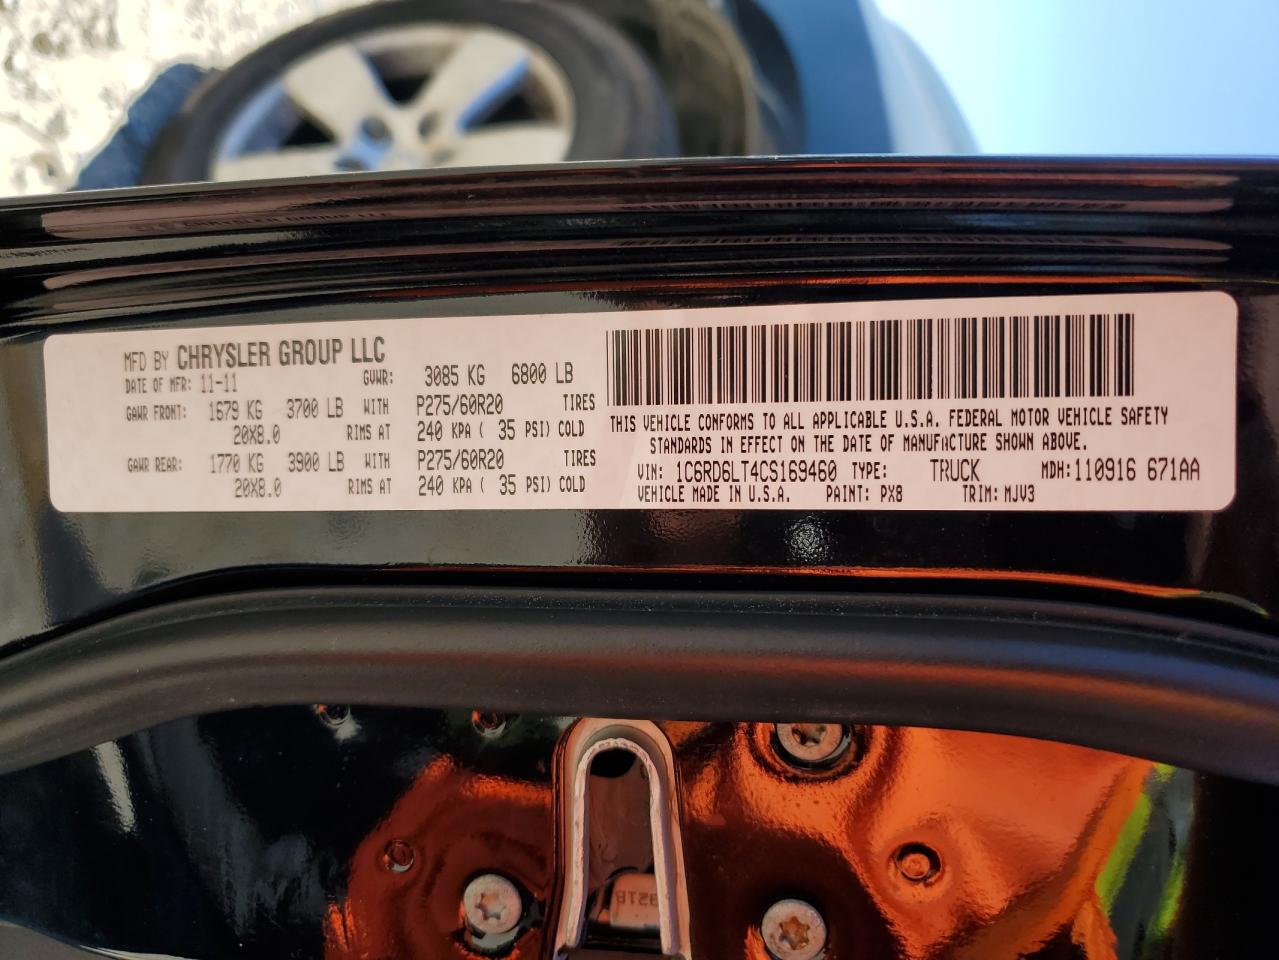 MFD BY CHRYSLER GROUP LLC
DATE OF MFR: 11-11 GVWR: 3085 KG 6800 LB
GAWR FRONT: 1679 KG 3700 LB WITH P275/60R20 TIRES
20X8.0 RIMS AT 240 KPA ( 35 PSI) COLD
GAWR REAR: 1770 KG 3900 LB WITH P275/60R20 TIRES
20X8.0 RIMS AT 240 KPA ( 35 PSI) COLD
THIS VEHICLE CONFORMS TO ALL APPLICABLE U.S.A. FEDERAL MOTOR VEHICLE SAFETY
STANDARDS IN EFFECT ON THE DATE OF MANUFACTURE SHOWN ABOVE.
VIN: 1C6RD6LT4CS169460 TYPE: TRUCK MDH: 110916 671AA
VEHICLE MADE IN U.S.A. PAINT: PX8 TRIM: MJV3